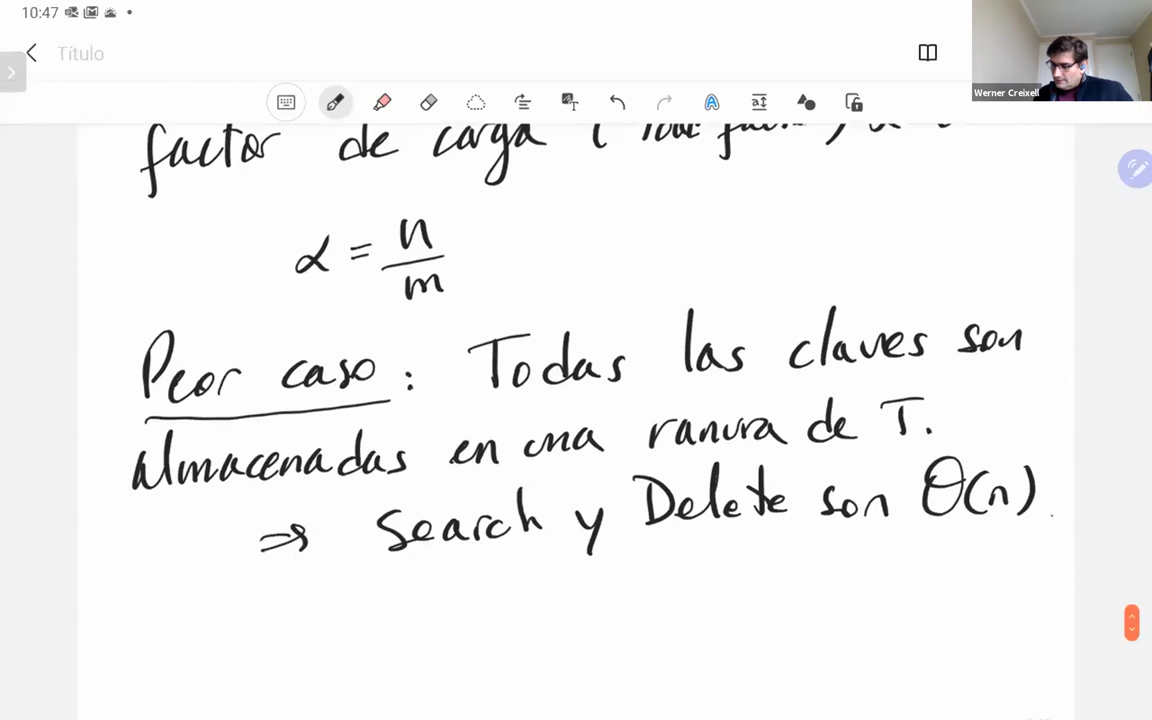 10:47
Título
Werner Creixell
factor de carga (
α = n
m
Peor caso : Todas las claves son
almacenadas en una ranura de T.
⇒ Search y Delete son Θ(n).